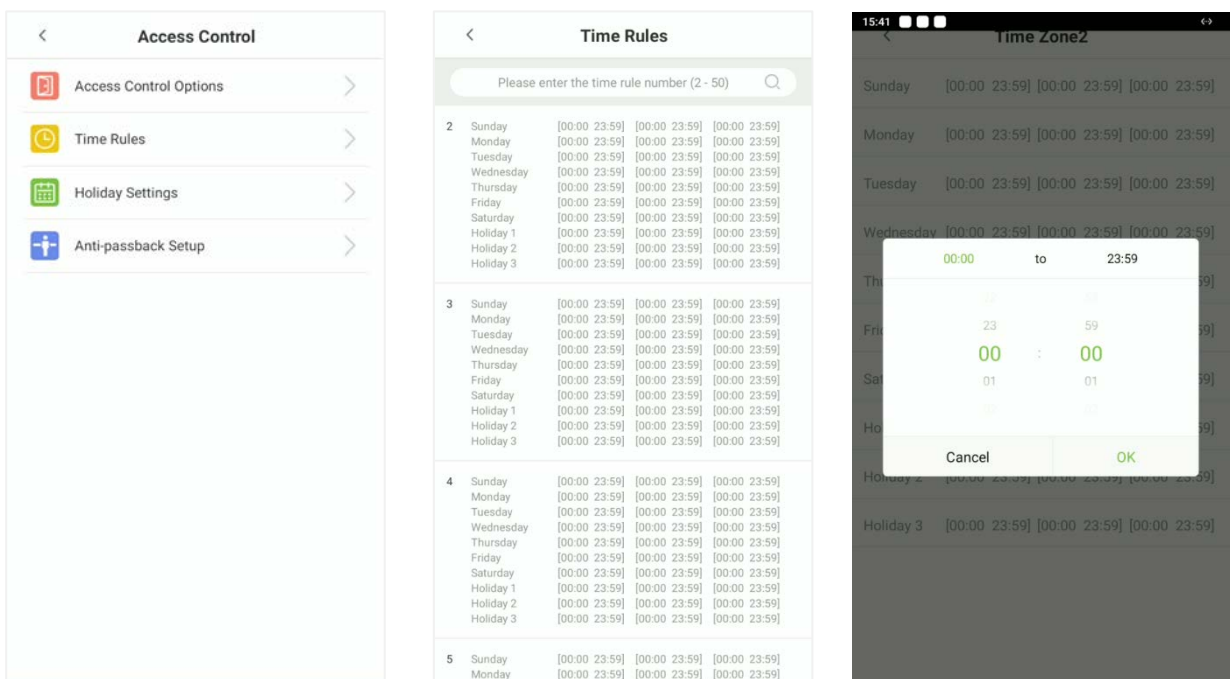 Access Control
Access Control Options
Time Rules
Holiday Settings
Anti-passback Setup
Time Rules
Please enter the time rule number (2 - 50)
2 Sunday [00:00 23:59] [00:00 23:59] [00:00 23:59]
Monday [00:00 23:59] [00:00 23:59] [00:00 23:59]
Tuesday [00:00 23:59] [00:00 23:59] [00:00 23:59]
Wednesday [00:00 23:59] [00:00 23:59] [00:00 23:59]
Thursday [00:00 23:59] [00:00 23:59] [00:00 23:59]
Friday [00:00 23:59] [00:00 23:59] [00:00 23:59]
Saturday [00:00 23:59] [00:00 23:59] [00:00 23:59]
Holiday 1 [00:00 23:59] [00:00 23:59] [00:00 23:59]
Holiday 2 [00:00 23:59] [00:00 23:59] [00:00 23:59]
Holiday 3 [00:00 23:59] [00:00 23:59] [00:00 23:59]
3 Sunday [00:00 23:59] [00:00 23:59] [00:00 23:59]
Monday [00:00 23:59] [00:00 23:59] [00:00 23:59]
Tuesday [00:00 23:59] [00:00 23:59] [00:00 23:59]
Wednesday [00:00 23:59] [00:00 23:59] [00:00 23:59]
Thursday [00:00 23:59] [00:00 23:59] [00:00 23:59]
Friday [00:00 23:59] [00:00 23:59] [00:00 23:59]
Saturday [00:00 23:59] [00:00 23:59] [00:00 23:59]
Holiday 1 [00:00 23:59] [00:00 23:59] [00:00 23:59]
Holiday 2 [00:00 23:59] [00:00 23:59] [00:00 23:59]
Holiday 3 [00:00 23:59] [00:00 23:59] [00:00 23:59]
4 Sunday [00:00 23:59] [00:00 23:59] [00:00 23:59]
Monday [00:00 23:59] [00:00 23:59] [00:00 23:59]
Tuesday [00:00 23:59] [00:00 23:59] [00:00 23:59]
Wednesday [00:00 23:59] [00:00 23:59] [00:00 23:59]
Thursday [00:00 23:59] [00:00 23:59] [00:00 23:59]
Friday [00:00 23:59] [00:00 23:59] [00:00 23:59]
Saturday [00:00 23:59] [00:00 23:59] [00:00 23:59]
Holiday 1 [00:00 23:59] [00:00 23:59] [00:00 23:59]
Holiday 2 [00:00 23:59] [00:00 23:59] [00:00 23:59]
Holiday 3 [00:00 23:59] [00:00 23:59] [00:00 23:59]
5 Sunday [00:00 23:59] [00:00 23:59] [00:00 23:59]
Monday [00:00 23:59] [00:00 23:59] [00:00 23:59]
15:41
Time Zone2
Sunday [00:00 23:59] [00:00 23:59] [00:00 23:59]
Monday [00:00 23:59] [00:00 23:59] [00:00 23:59]
Tuesday [00:00 23:59] [00:00 23:59] [00:00 23:59]
Wednesday [00:00 23:59] [00:00 23:59] [00:00 23:59]
00:00 to 23:59
23 59
00 : 00
01 01
Cancel OK
Holiday 2 [00:00 23:59] [00:00 23:59] [00:00 23:59]
Holiday 3 [00:00 23:59] [00:00 23:59] [00:00 23:59]